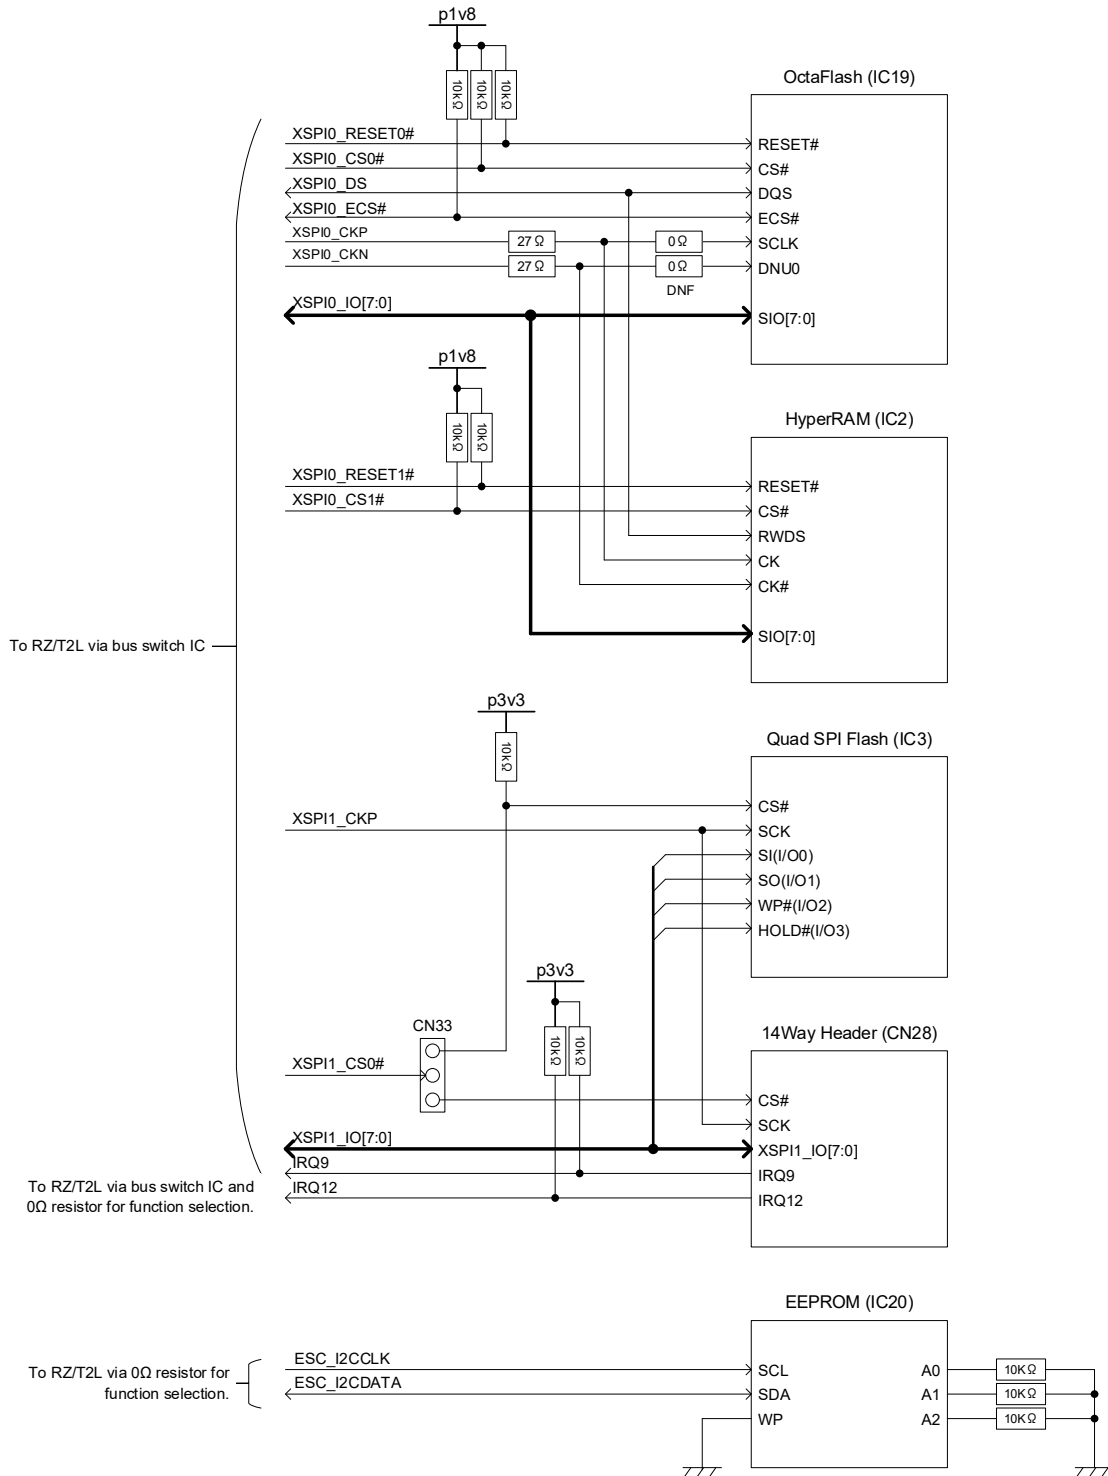 p1v8
10kΩ
10kΩ
10kΩ
OctaFlash (IC19)
XSPI0_RESET0#
RESET#
XSPI0_CS0#
CS#
XSPI0_DS
DQS
XSPI0_ECS#
ECS#
XSPI0_CKP
27 Ω
0 Ω
SCLK
XSPI0_CKN
27 Ω
0 Ω
DNU0
DNF
XSPI0_IO[7:0]
SIO[7:0]
p1v8
10kΩ
10kΩ
HyperRAM (IC2)
XSPI0_RESET1#
RESET#
XSPI0_CS1#
CS#
RWDS
CK
CK#
SIO[7:0]
To RZ/T2L via bus switch IC
p3v3
10kΩ
Quad SPI Flash (IC3)
CS#
XSPI1_CKP
SCK
SI(I/O0)
SO(I/O1)
WP#(I/O2)
HOLD#(I/O3)
p3v3
10kΩ
10kΩ
CN33
14Way Header (CN28)
XSPI1_CS0#
CS#
SCK
XSPI1_IO[7:0]
XSPI1_IO[7:0]
IRQ9
IRQ9
IRQ12
IRQ12
To RZ/T2L via bus switch IC and
0Ω resistor for function selection.
EEPROM (IC20)
To RZ/T2L via 0Ω resistor for
function selection.
ESC_I2CCLK
SCL
A0
10KΩ
ESC_I2CDATA
SDA
A1
10KΩ
WP
A2
10KΩ